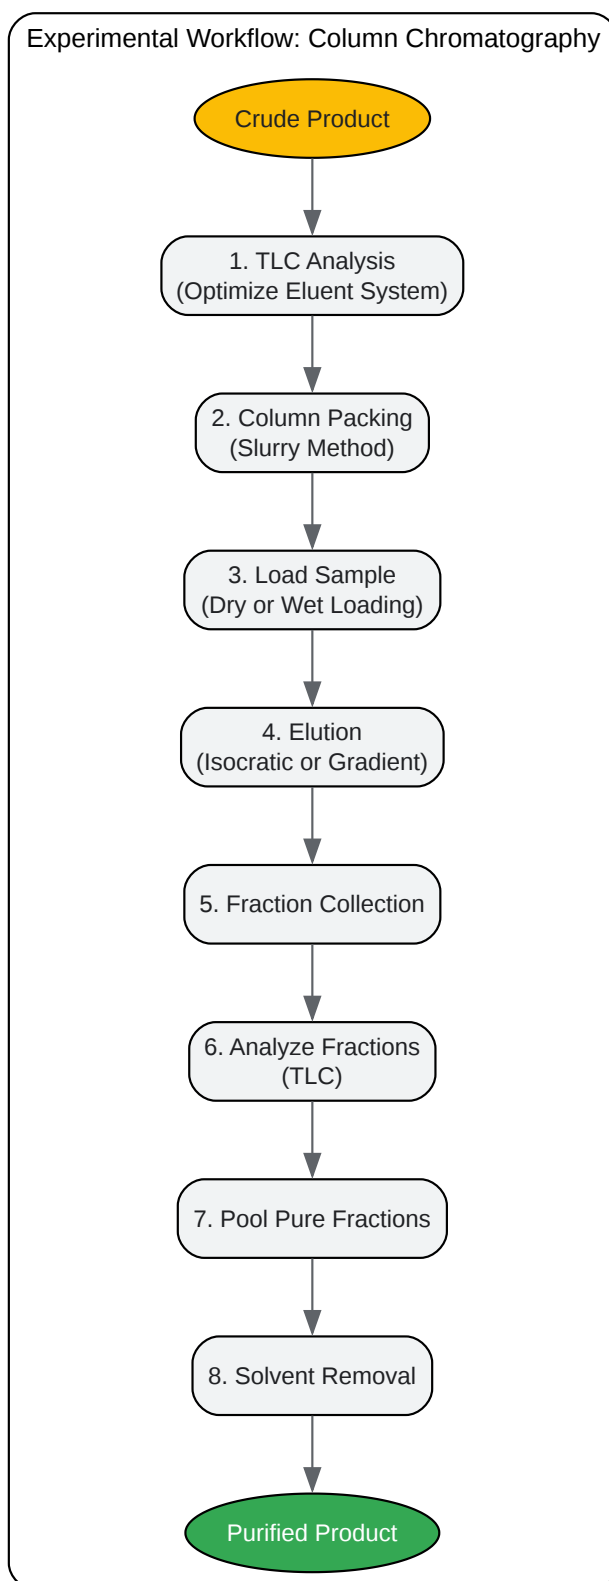 Experimental Workflow: Column Chromatography
Crude Product
1. TLC Analysis
(Optimize Eluent System)
2. Column Packing
(Slurry Method)
3. Load Sample
(Dry or Wet Loading)
4. Elution
(Isocratic or Gradient)
5. Fraction Collection
6. Analyze Fractions
(TLC)
7. Pool Pure Fractions
8. Solvent Removal
Purified Product